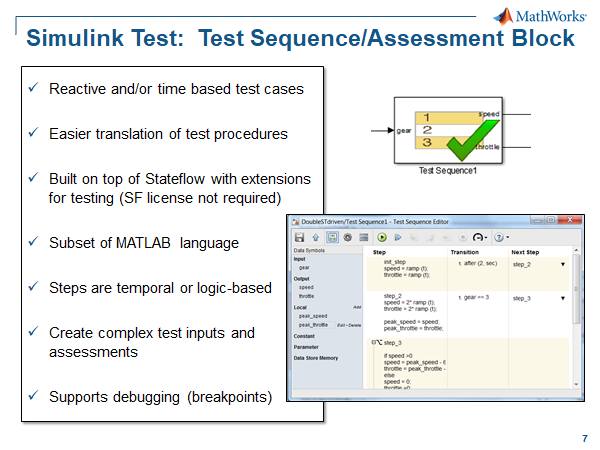 MathWorks
Simulink Test: Test Sequence/Assessment Block
Reactive and/or time based test cases
Easier translation of test procedures
Built on top of Stateflow with extensions
for testing (SF license not required)
Subset of MATLAB language
Steps are temporal or logic-based
Create complex test inputs and
assessments
Supports debugging (breakpoints)
gear
1
2
3
speed
throttle
Test Sequence1
DoubleSTdriven/Test Sequence1 - Test Sequence Editor
Data Symbols
Input
gear
Output
speed
throttle
Local Add
peak_speed
peak_throttle Edit • Delete
Constant
Parameter
Data Store Memory
Step Transition Next Step
init_step
speed = ramp (t);
throttle = ramp (t);
1. after (2, sec) step_2
step_2
speed = 2* ramp (t);
throttle = 2* ramp (t);
peak_speed = speed;
peak_throttle = throttle;
1. gear == 3 step_3
step_3
if speed >0
speed = peak_speed - 6
throttle = peak_throttle -
else
speed = 0;
throttle =0
7